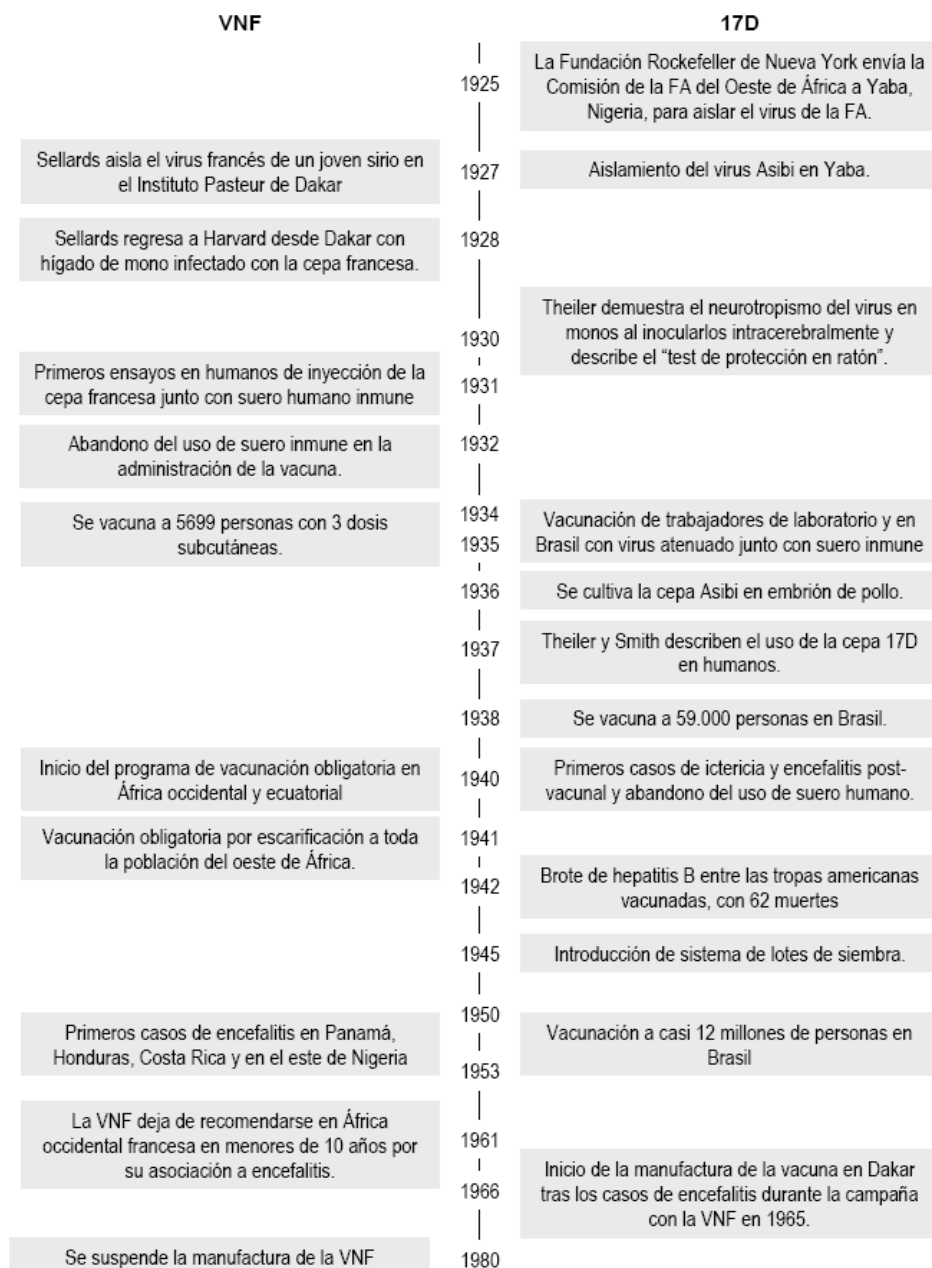 VNF
17D
1925
La Fundación Rockefeller de Nueva York envía la
Comisión de la FA del Oeste de África a Yaba,
Nigeria, para aislar el virus de la FA.
Sellards aisla el virus francés de un joven sirio en
el Instituto Pasteur de Dakar
1927
Aislamiento del virus Asibi en Yaba.
Sellards regresa a Harvard desde Dakar con
hígado de mono infectado con la cepa francesa.
1928
1930
Theiler demuestra el neurotropismo del virus en
monos al inocularlos intracerebralmente y
describe el “test de protección en ratón”.
Primeros ensayos en humanos de inyección de la
cepa francesa junto con suero humano inmune
1931
Abandono del uso de suero inmune en la
administración de la vacuna.
1932
Se vacuna a 5699 personas con 3 dosis
subcutáneas.
1934
1935
Vacunación de trabajadores de laboratorio y en
Brasil con virus atenuado junto con suero inmune
1936
Se cultiva la cepa Asibi en embrión de pollo.
1937
Theiler y Smith describen el uso de la cepa 17D
en humanos.
1938
Se vacuna a 59.000 personas en Brasil.
Inicio del programa de vacunación obligatoria en
África occidental y ecuatorial
1940
Primeros casos de ictericia y encefalitis post-
vacunal y abandono del uso de suero humano.
Vacunación obligatoria por escarificación a toda
la población del oeste de África.
1941
1942
Brote de hepatitis B entre las tropas americanas
vacunadas, con 62 muertes
1945
Introducción de sistema de lotes de siembra.
Primeros casos de encefalitis en Panamá,
Honduras, Costa Rica y en el este de Nigeria
1950
1953
Vacunación a casi 12 millones de personas en
Brasil
La VNF deja de recomendarse en África
occidental francesa en menores de 10 años por
su asociación a encefalitis.
1961
1966
Inicio de la manufactura de la vacuna en Dakar
tras los casos de encefalitis durante la campaña
con la VNF en 1965.
Se suspende la manufactura de la VNF
1980